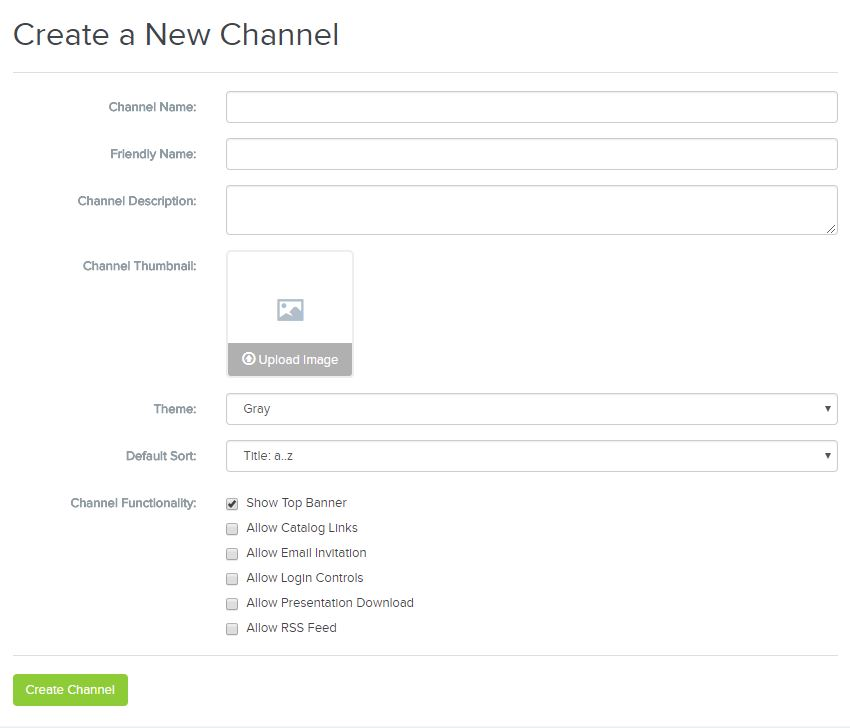 Create a New Channel
Channel Name:
Friendly Name:
Channel Description:
Channel Thumbnail:
Upload Image
Theme: Gray
Default Sort: Title: a..z
Channel Functionality: Show Top Banner
Allow Catalog Links
Allow Email Invitation
Allow Login Controls
Allow Presentation Download
Allow RSS Feed
Create Channel